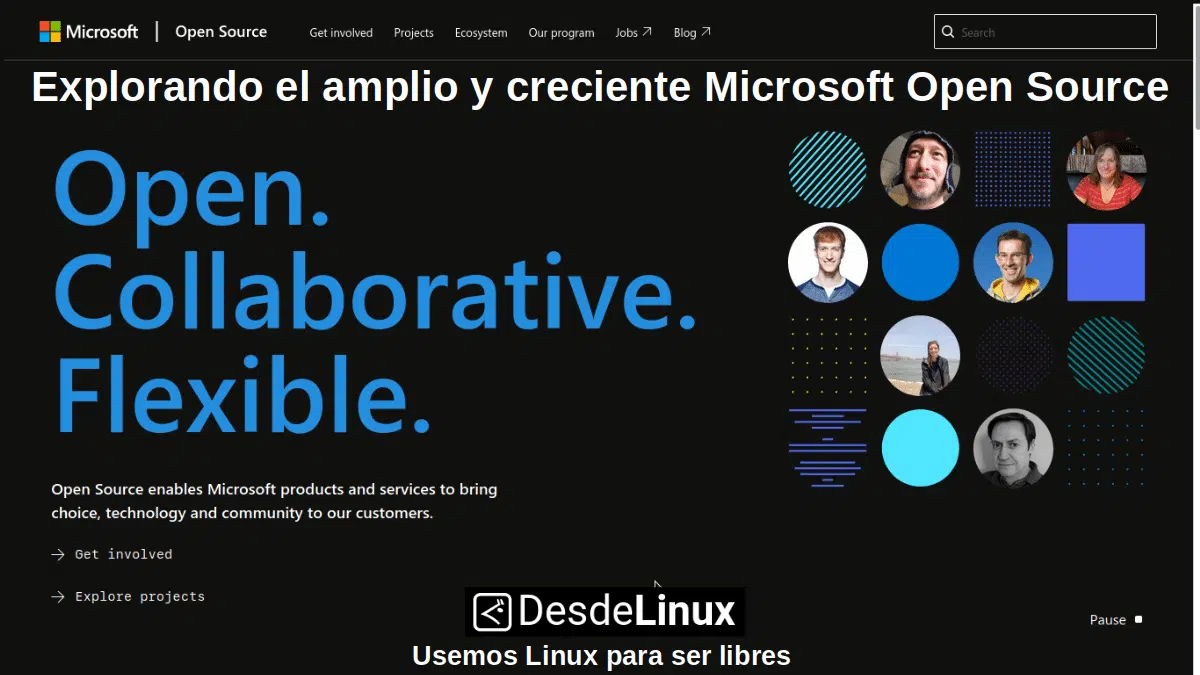 Microsoft | Open Source Get involved Projects Ecosystem Our program Jobs Blog Search
Explorando el amplio y creciente Microsoft Open Source
Open.
Collaborative.
Flexible.
Open Source enables Microsoft products and services to bring
choice, technology and community to our customers.
Get involved
Explore projects
DesdeLinux
Pause
Usemos Linux para ser libres